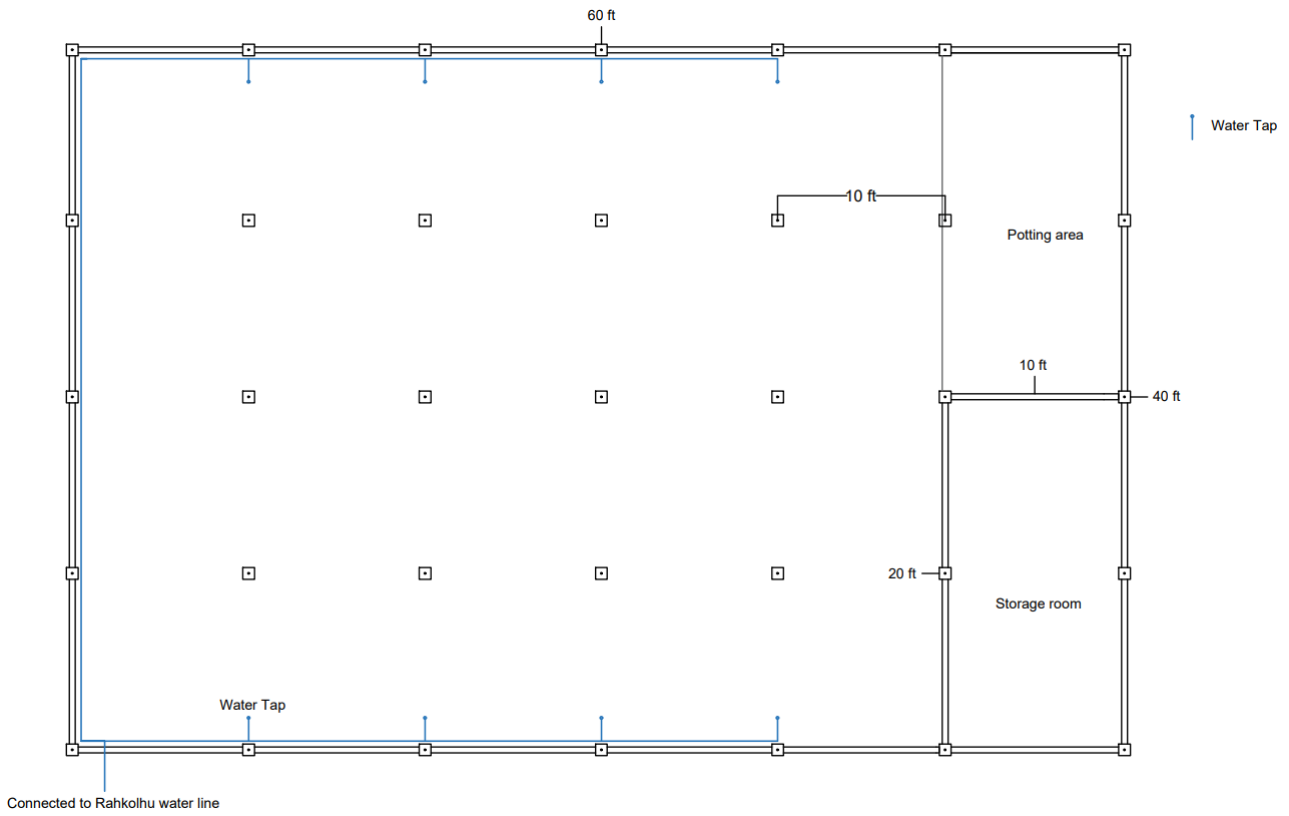 60 ft
Water Tap
10 ft
Potting area
10 ft
40 ft
20 ft
Storage room
Water Tap
Connected to Rahkolhu water line